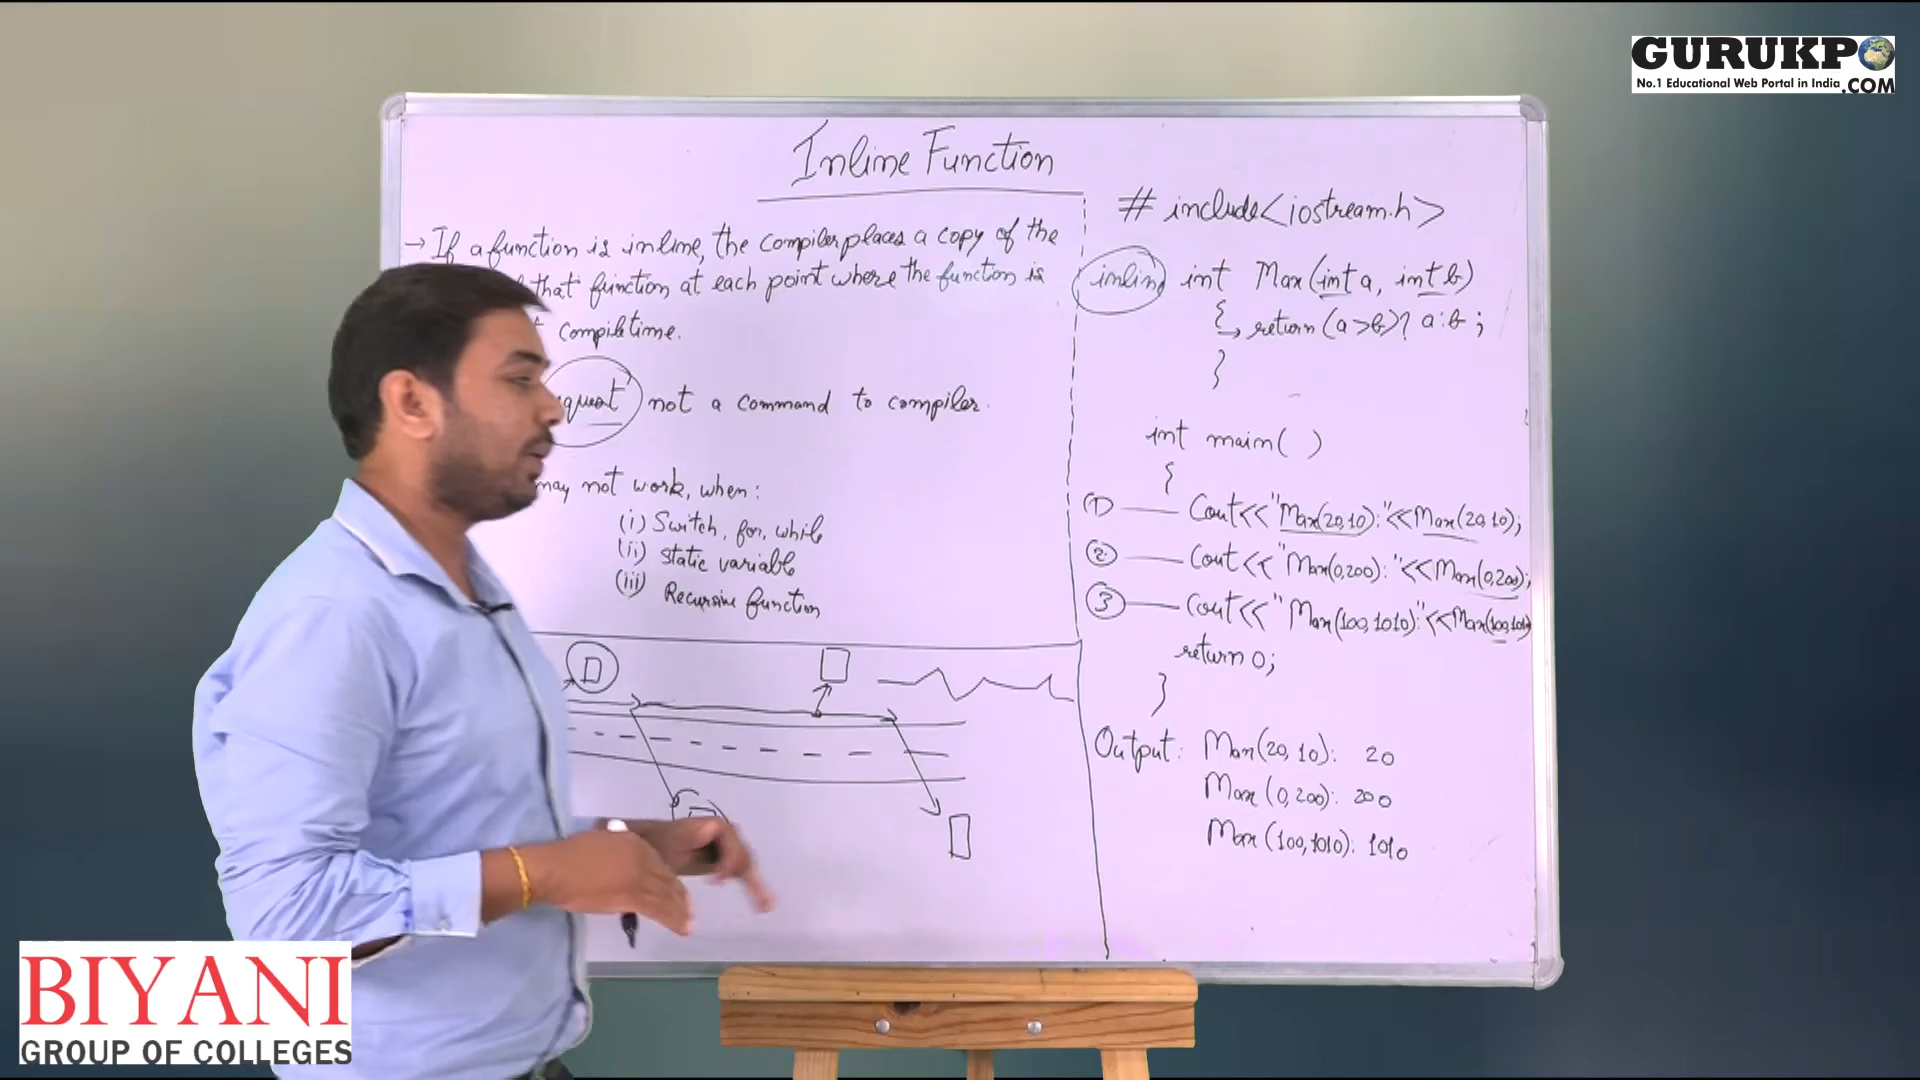 GURUKPO
No.1 Educational Web Portal in India .COM
Inline Function
→ If a function is inline, the compiler places a copy of the
that function at each point where the function is
compile time.
quest not a command to compiler.
may not work, when:
(i) Switch, for, while
(ii) static variable
(iii) Recursive function
D
# include<iostream.h>
inline int Max(int a, int b)
{ return (a>b)? a:b ;
}
int main( )
{
① Cout<<"Max(20,10):"<<Max(20,10);
② Cout<<"Max(0,200):"<<Max(0,200);
③ Cout<<"Max(100,1010):"<<Max(100,1010)
return 0;
}
Output: Max(20,10): 20
Max (0,200): 200
Max (100,1010): 1010
BIYANI
GROUP OF COLLEGES